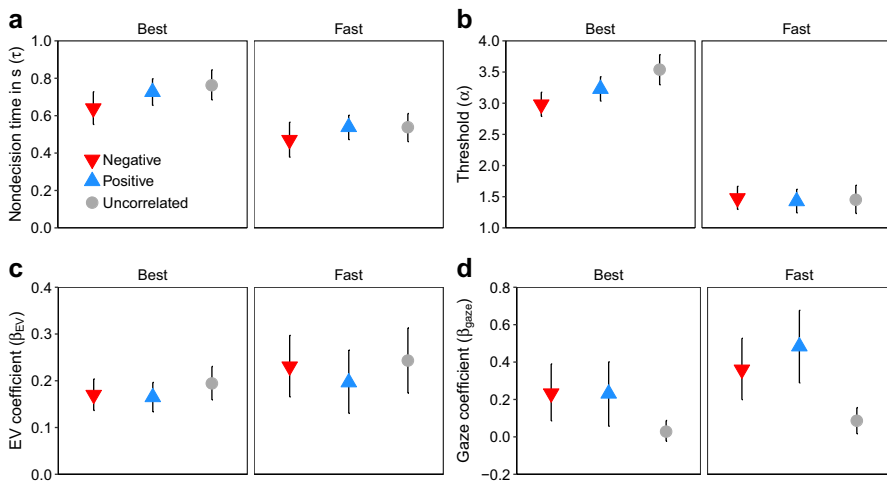 a
Best
Fast
Nondecision time in s (τ)
1.0
0.8
0.6
0.4
0.2
0.0
Negative
Positive
Uncorrelated
b
Best
Fast
Threshold (α)
4.0
3.5
3.0
2.5
2.0
1.5
1.0
c
Best
Fast
EV coefficient (βEV)
0.4
0.3
0.2
0.1
0.0
d
Best
Fast
Gaze coefficient (βgaze)
0.8
0.6
0.4
0.2
0.0
−0.2